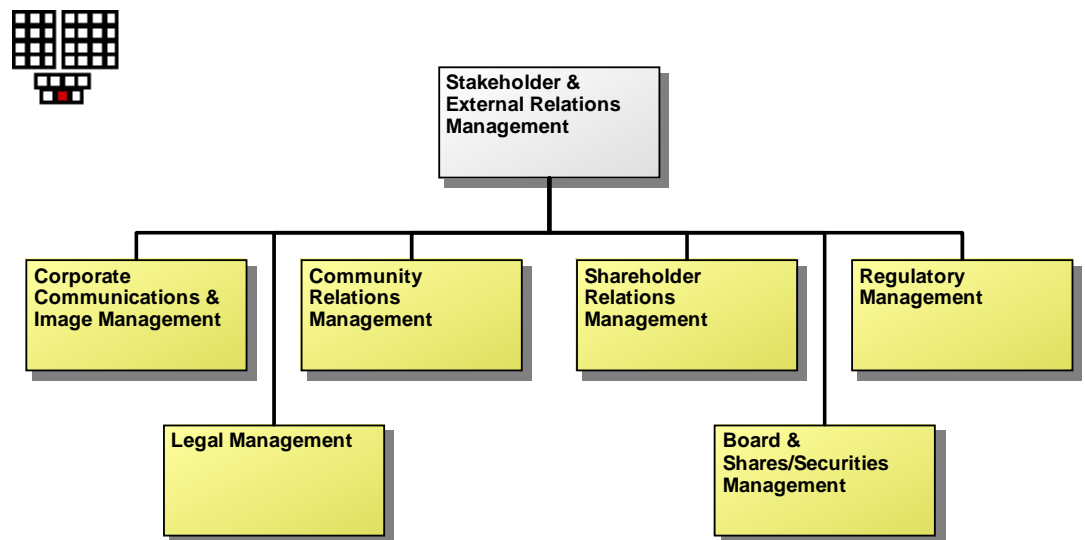 Stakeholder &
External Relations
Management
Corporate
Communications &
Image Management
Community
Relations
Management
Shareholder
Relations
Management
Regulatory
Management
Legal Management
Board &
Shares/Securities
Management